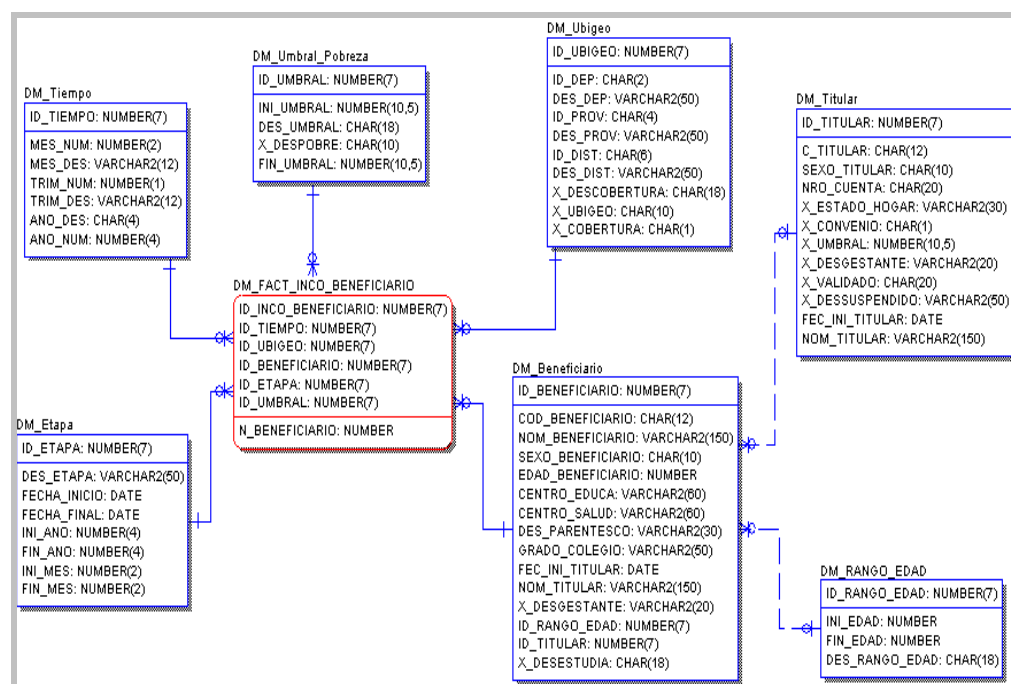 DM_Tiempo
ID_TIEMPO: NUMBER(7)
MES_NUM: NUMBER(2)
MES_DES: VARCHAR2(12)
TRIM_NUM: NUMBER(1)
TRIM_DES: VARCHAR2(12)
ANO_DES: CHAR(4)
ANO_NUM: NUMBER(4)
DM_Umbral_Pobreza
ID_UMBRAL: NUMBER(7)
INI_UMBRAL: NUMBER(10,5)
DES_UMBRAL: CHAR(18)
X_DESPOBRE: CHAR(10)
FIN_UMBRAL: NUMBER(10,5)
DM_Ubigeo
ID_UBIGEO: NUMBER(7)
ID_DEP: CHAR(2)
DES_DEP: VARCHAR2(50)
ID_PROV: CHAR(4)
DES_PROV: VARCHAR2(50)
ID_DIST: CHAR(6)
DES_DIST: VARCHAR2(50)
X_DESCOBERTURA: CHAR(18)
X_UBIGEO: CHAR(10)
X_COBERTURA: CHAR(1)
DM_Titular
ID_TITULAR: NUMBER(7)
C_TITULAR: CHAR(12)
SEXO_TITULAR: CHAR(10)
NRO_CUENTA: CHAR(20)
X_ESTADO_HOGAR: VARCHAR2(30)
X_CONVENIO: CHAR(1)
X_UMBRAL: NUMBER(10,5)
X_DESGESTANTE: VARCHAR2(20)
X_VALIDADO: CHAR(20)
X_DESSUSPENDIDO: VARCHAR2(50)
FEC_INI_TITULAR: DATE
NOM_TITULAR: VARCHAR2(150)
DM_FACT_INCO_BENEFICIARIO
ID_INCO_BENEFICIARIO: NUMBER(7)
ID_TIEMPO: NUMBER(7)
ID_UBIGEO: NUMBER(7)
ID_BENEFICIARIO: NUMBER(7)
ID_ETAPA: NUMBER(7)
ID_UMBRAL: NUMBER(7)
N_BENEFICIARIO: NUMBER
DM_Etapa
ID_ETAPA: NUMBER(7)
DES_ETAPA: VARCHAR2(50)
FECHA_INICIO: DATE
FECHA_FINAL: DATE
INI_ANO: NUMBER(4)
FIN_ANO: NUMBER(4)
INI_MES: NUMBER(2)
FIN_MES: NUMBER(2)
DM_Beneficiario
ID_BENEFICIARIO: NUMBER(7)
COD_BENEFICIARIO: CHAR(12)
NOM_BENEFICIARIO: VARCHAR2(150)
SEXO_BENEFICIARIO: CHAR(10)
EDAD_BENEFICIARIO: NUMBER
CENTRO_EDUCA: VARCHAR2(60)
CENTRO_SALUD: VARCHAR2(60)
DES_PARENTESCO: VARCHAR2(30)
GRADO_COLEGIO: VARCHAR2(50)
FEC_INI_TITULAR: DATE
NOM_TITULAR: VARCHAR2(150)
X_DESGESTANTE: VARCHAR2(20)
ID_RANGO_EDAD: NUMBER(7)
ID_TITULAR: NUMBER(7)
X_DESESTUDIA: CHAR(18)
DM_RANGO_EDAD
ID_RANGO_EDAD: NUMBER(7)
INI_EDAD: NUMBER
FIN_EDAD: NUMBER
DES_RANGO_EDAD: CHAR(18)